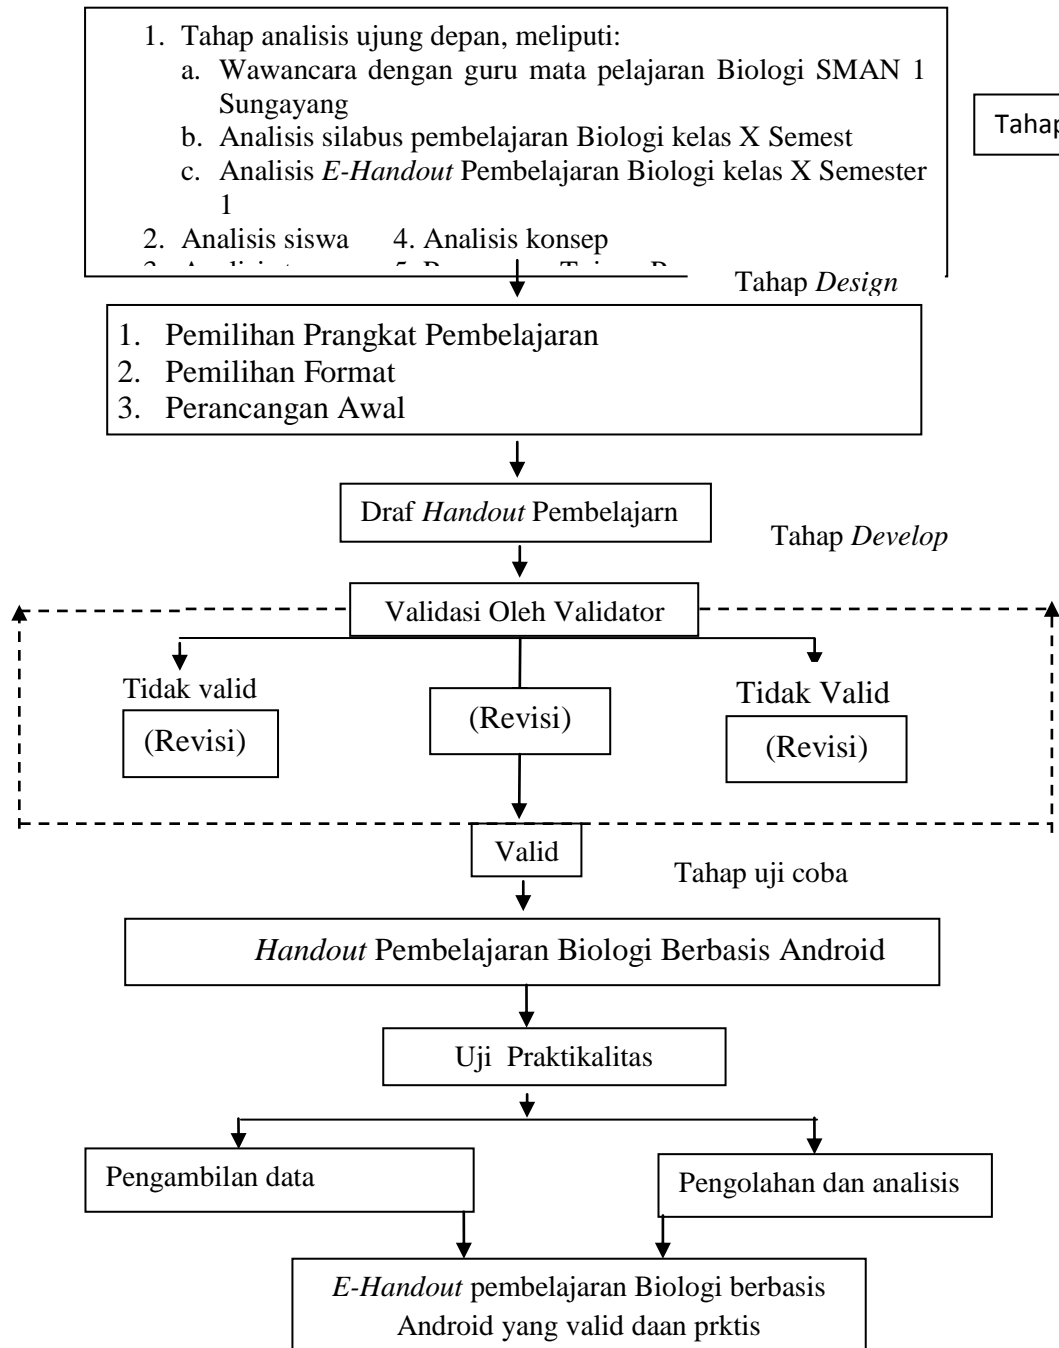 1. Tahap analisis ujung depan, meliputi:
a. Wawancara dengan guru mata pelajaran Biologi SMAN 1
Sungayang
b. Analisis silabus pembelajaran Biologi kelas X Semest
c. Analisis E-Handout Pembelajaran Biologi kelas X Semester
1
2. Analisis siswa 4. Analisis konsep
Tahap
Tahap Design
1. Pemilihan Prangkat Pembelajaran
2. Pemilihan Format
3. Perancangan Awal
Draf Handout Pembelajarn
Tahap Develop
Validasi Oleh Validator
Tidak valid
(Revisi)
(Revisi)
Tidak Valid
(Revisi)
Valid
Tahap uji coba
Handout Pembelajaran Biologi Berbasis Android
Uji Praktikalitas
Pengambilan data
Pengolahan dan analisis
E-Handout pembelajaran Biologi berbasis
Android yang valid daan prktis